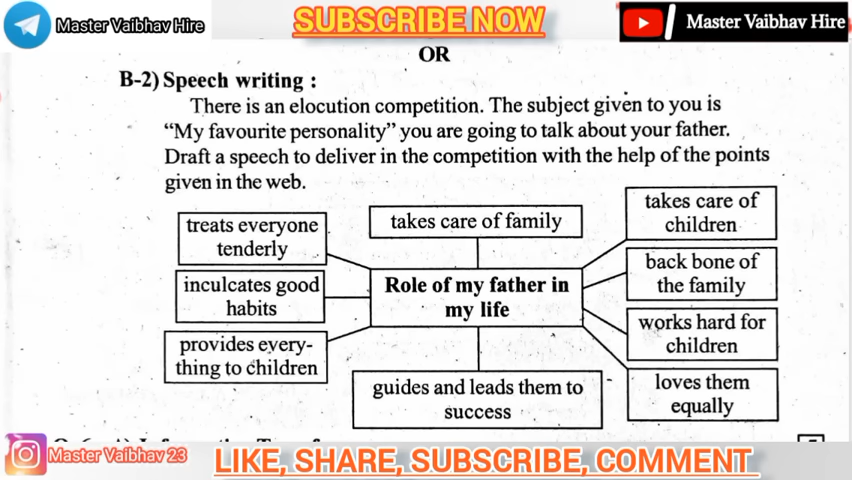 Master Vaibhav Hire
SUBSCRIBE NOW
Master Vaibhav Hire
OR
B-2) Speech writing :
There is an elocution competition. The subject given to you is
“My favourite personality” you are going to talk about your father.
Draft a speech to deliver in the competition with the help of the points
given in the web.
treats everyone
tenderly
takes care of family
takes care of
children
inculcates good
habits
Role of my father in
my life
back bone of
the family
provides every-
thing to children
works hard for
children
guides and leads them to
success
loves them
equally
Master Vaibhav 23
LIKE, SHARE, SUBSCRIBE, COMMENT